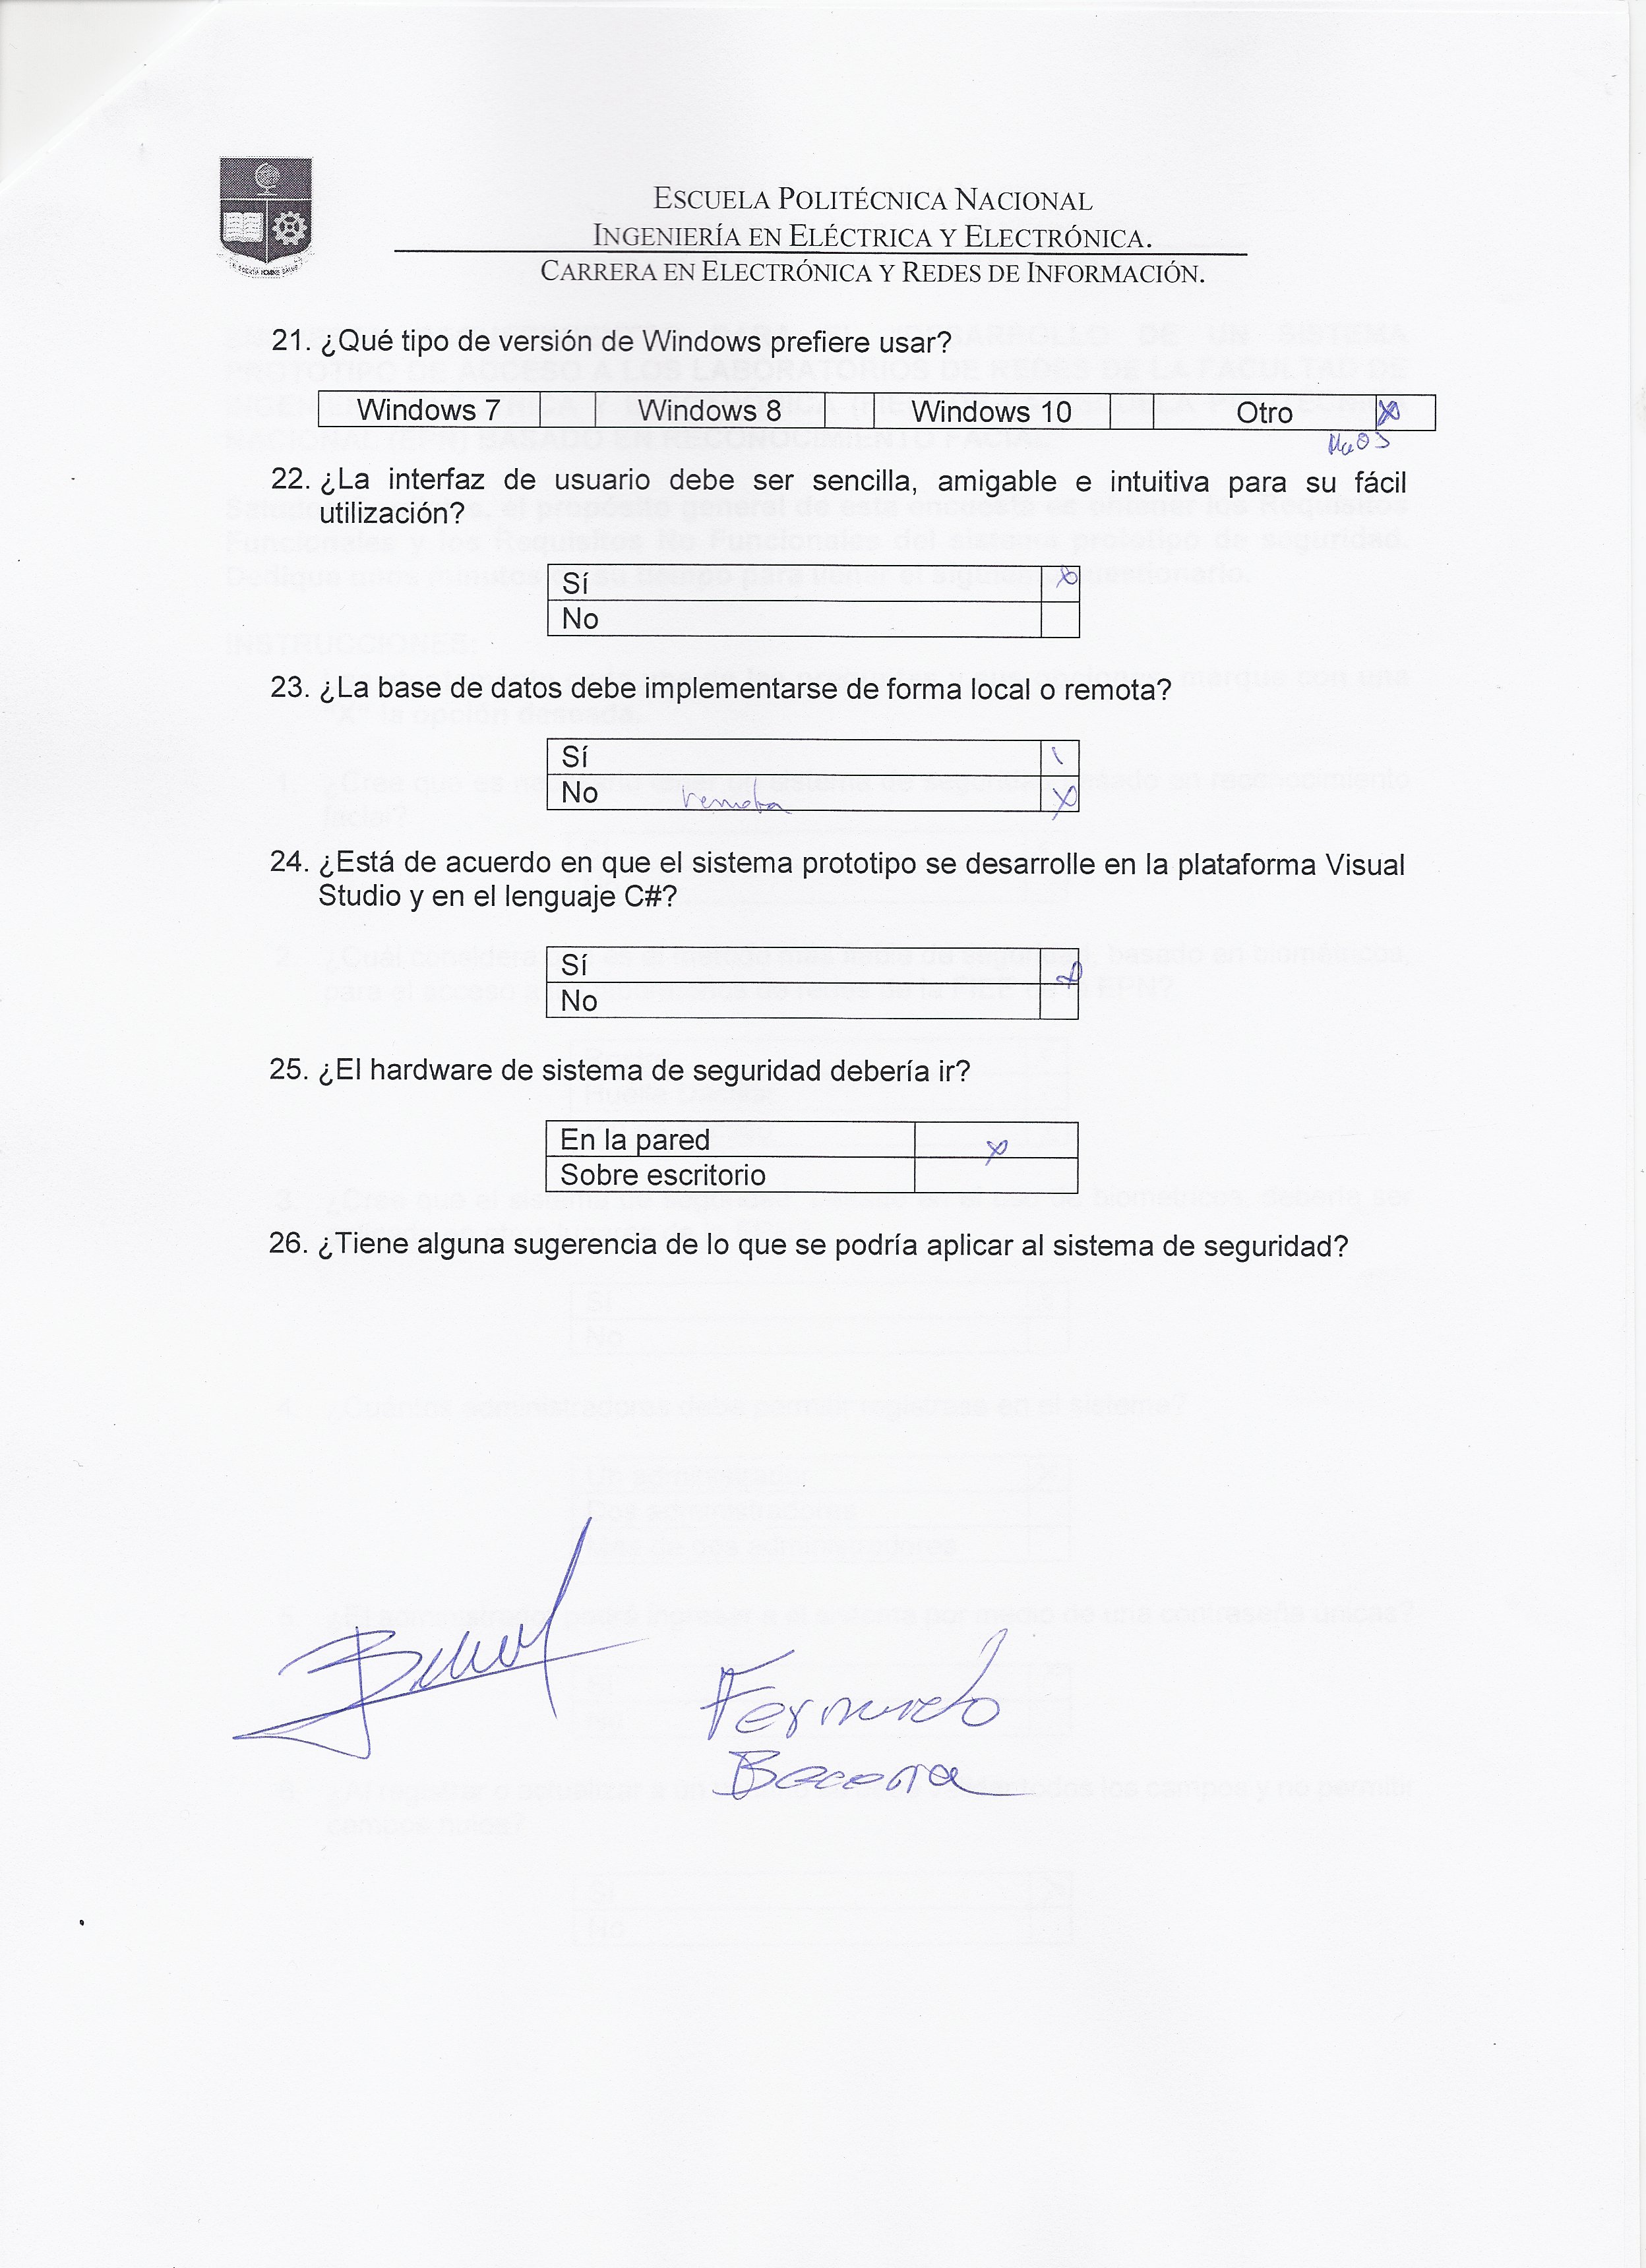 ESCUELA POLITÉCNICA NACIONAL
INGENIERÍA EN ELÉCTRICA Y ELECTRÓNICA.
CARRERA EN ELECTRÓNICA Y REDES DE INFORMACIÓN.
21. ¿Qué tipo de versión de Windows prefiere usar?
Windows 7 Windows 8 Windows 10 Otro X
22. ¿La interfaz de usuario debe ser sencilla, amigable e intuitiva para su fácil
utilización?
Sí X
No
23. ¿La base de datos debe implementarse de forma local o remota?
Sí
No remota X
24. ¿Está de acuerdo en que el sistema prototipo se desarrolle en la plataforma Visual
Studio y en el lenguaje C#?
Sí X
No
25. ¿El hardware de sistema de seguridad debería ir?
En la pared X
Sobre escritorio
26. ¿Tiene alguna sugerencia de lo que se podría aplicar al sistema de seguridad?
Fernando